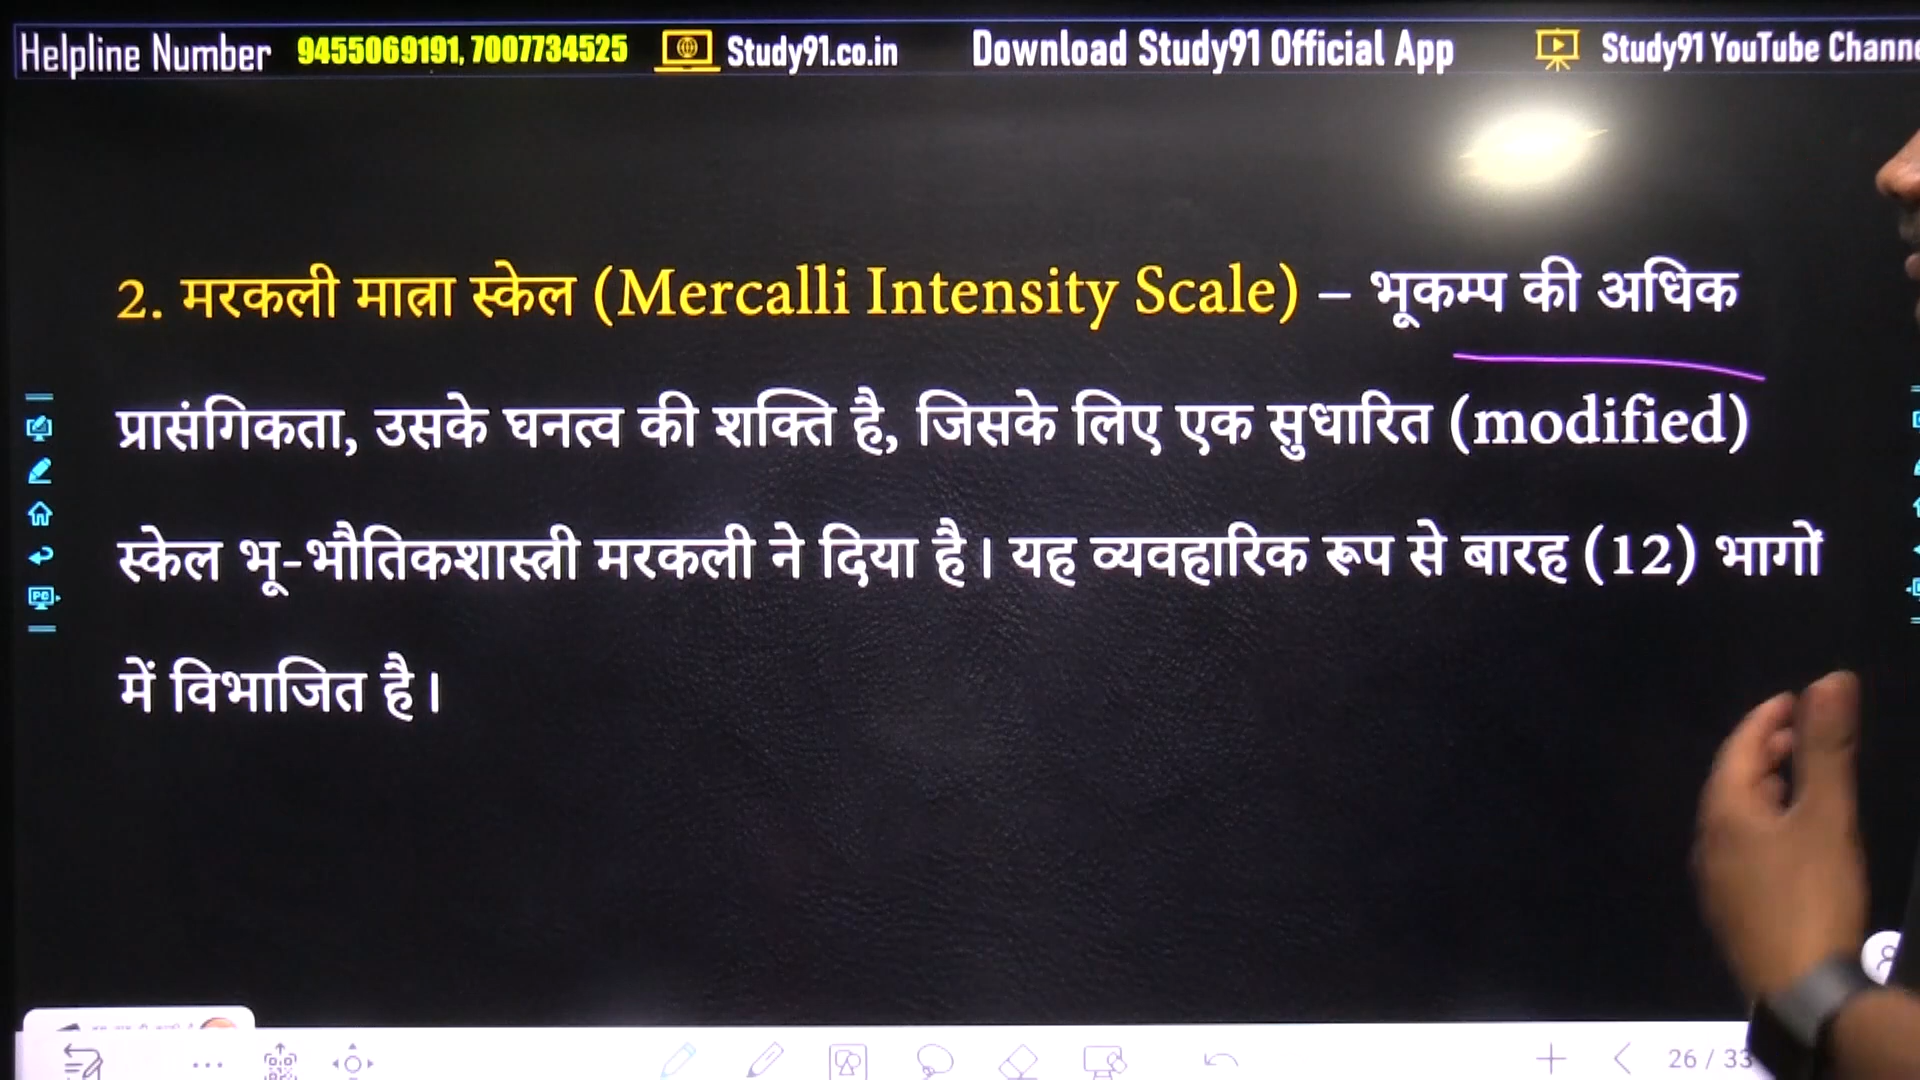 Helpline Number 9455069191, 7007734525 Study91.co.in Download Study91 Official App Study91 YouTube
2. मरकली मात्रा स्केल (Mercalli Intensity Scale) – भूकम्प की अधिक
प्रासंगिकता, उसके घनत्व की शक्ति है, जिसके लिए एक सुधारित (modified)
स्केल भू-भौतिकशास्त्री मरकली ने दिया है। यह व्यवहारिक रूप से बारह (12) भागों
में विभाजित है।
PC
26 / 33